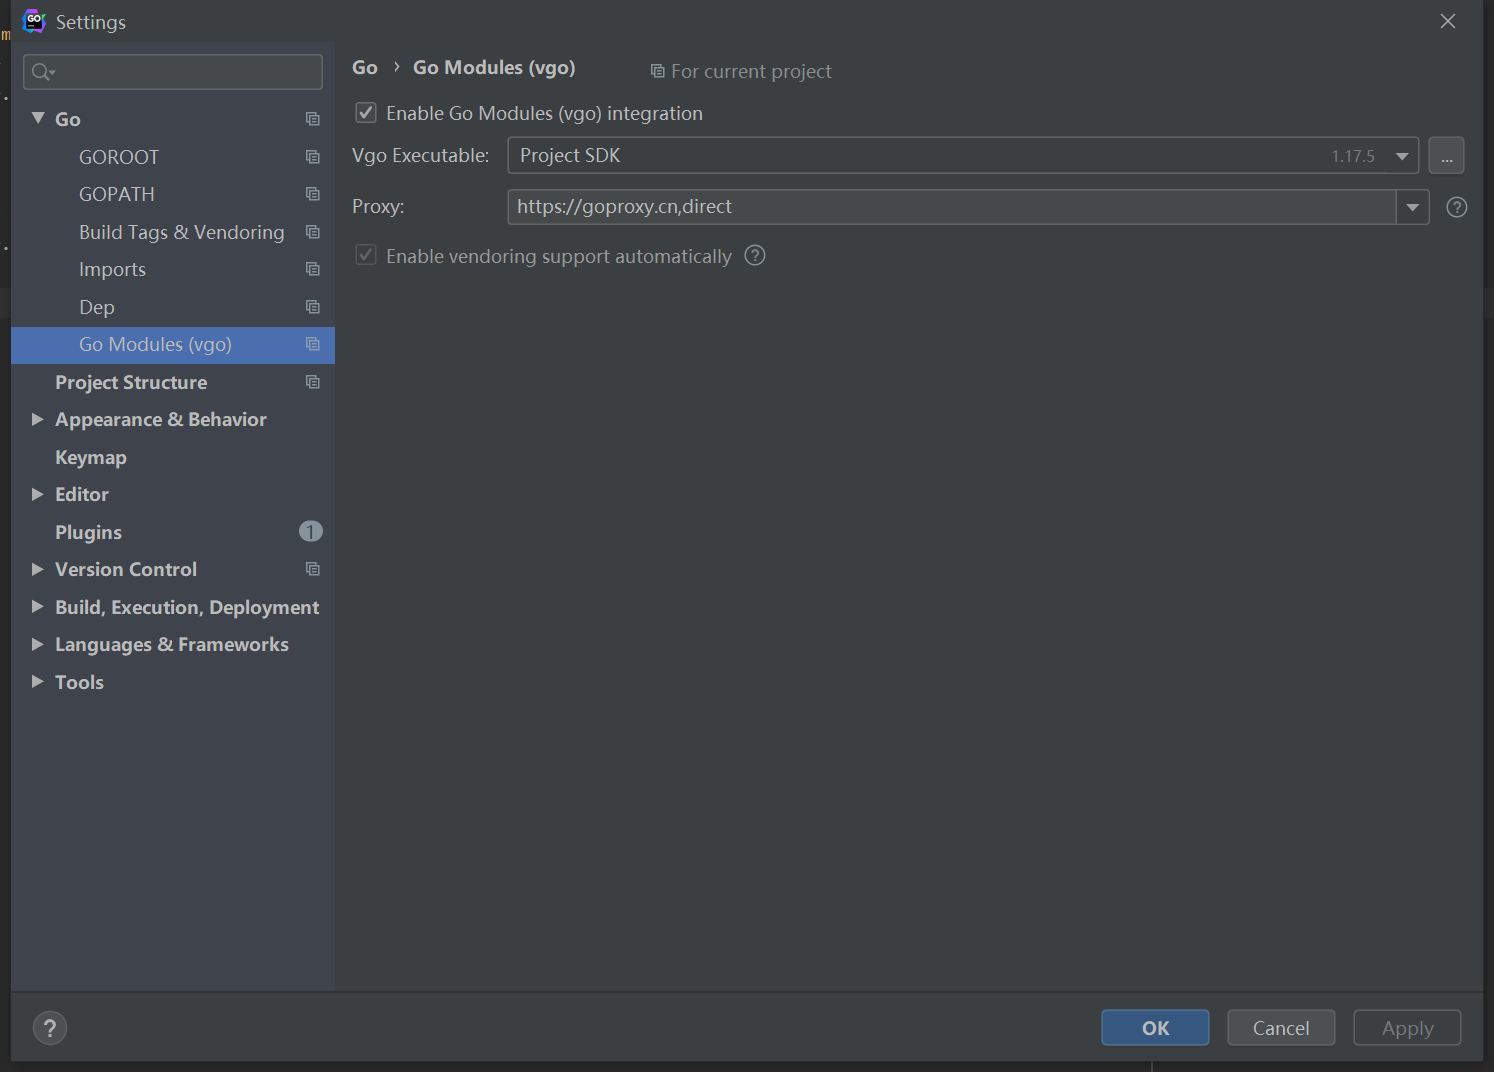 Settings
Go
GOROOT
GOPATH
Build Tags & Vendoring
Imports
Dep
Go Modules (vgo)
Project Structure
Appearance & Behavior
Keymap
Editor
Plugins 1
Version Control
Build, Execution, Deployment
Languages & Frameworks
Tools
Go › Go Modules (vgo) For current project
Enable Go Modules (vgo) integration
Vgo Executable: Project SDK 1.17.5 ...
Proxy: https://goproxy.cn,direct ?
Enable vendoring support automatically ?
? OK Cancel Apply